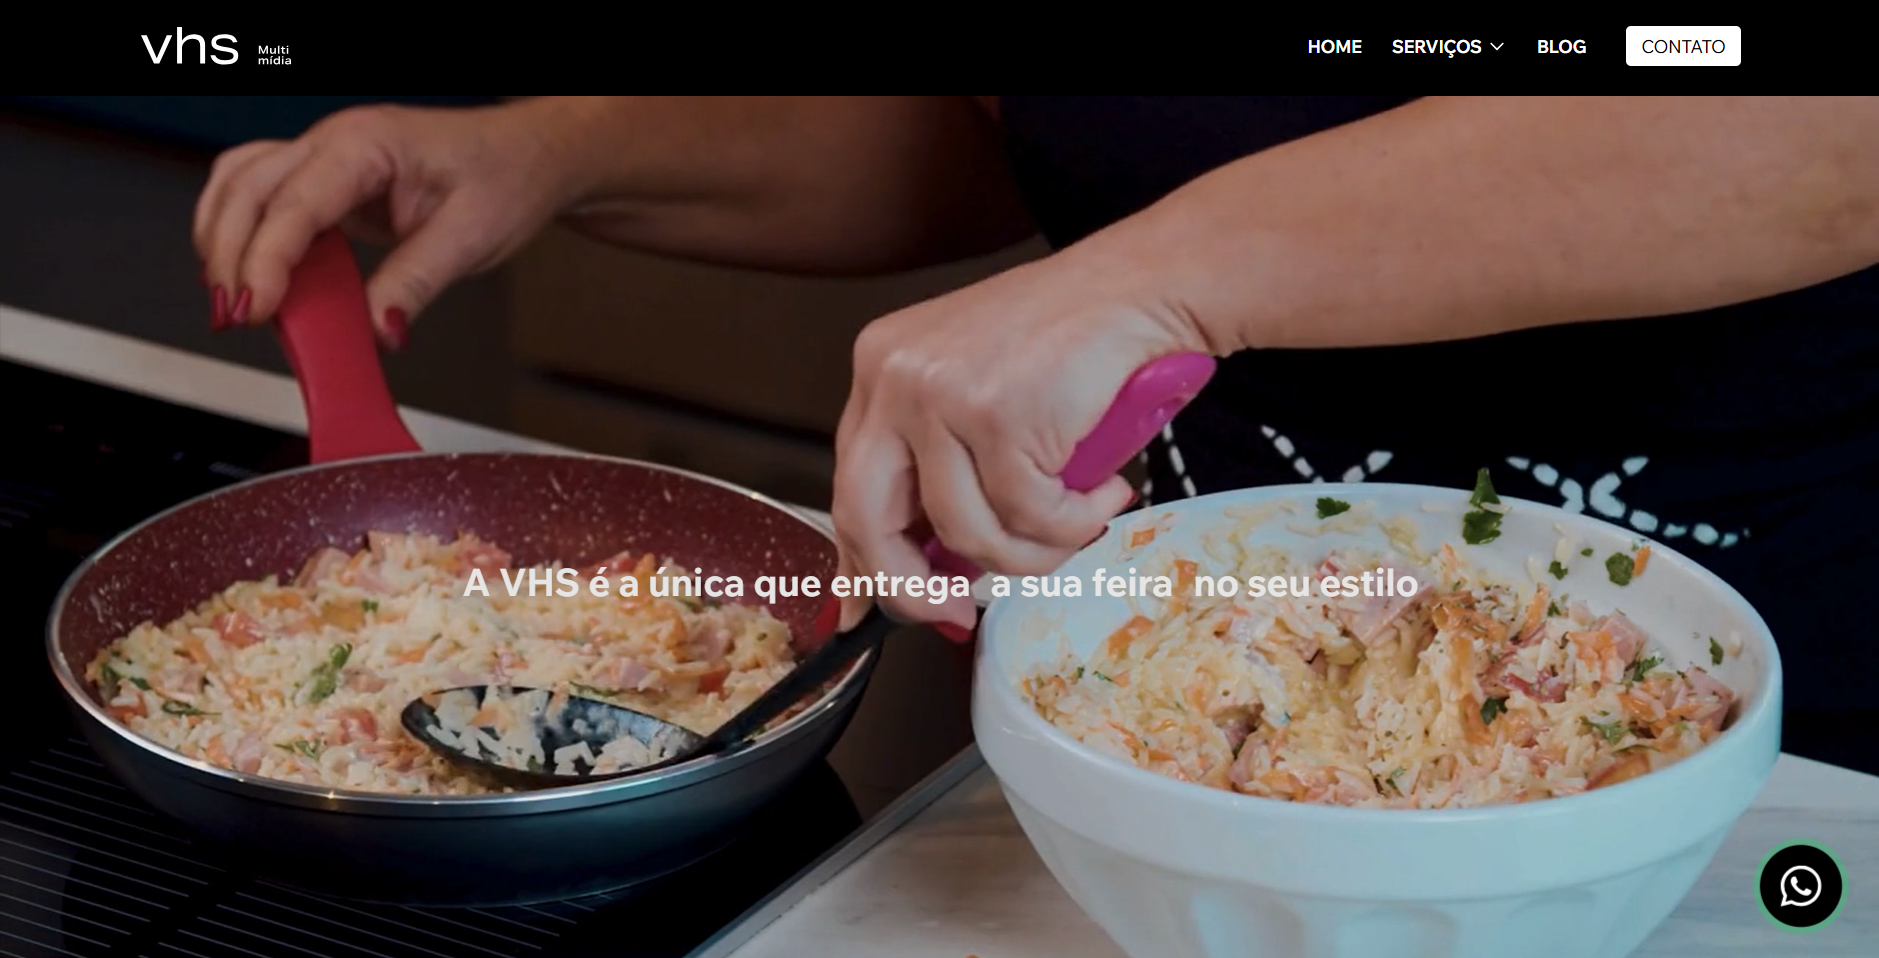 vhs Multi
mídia
HOME SERVIÇOS BLOG CONTATO
A VHS é a única que entrega a sua feira no seu estilo